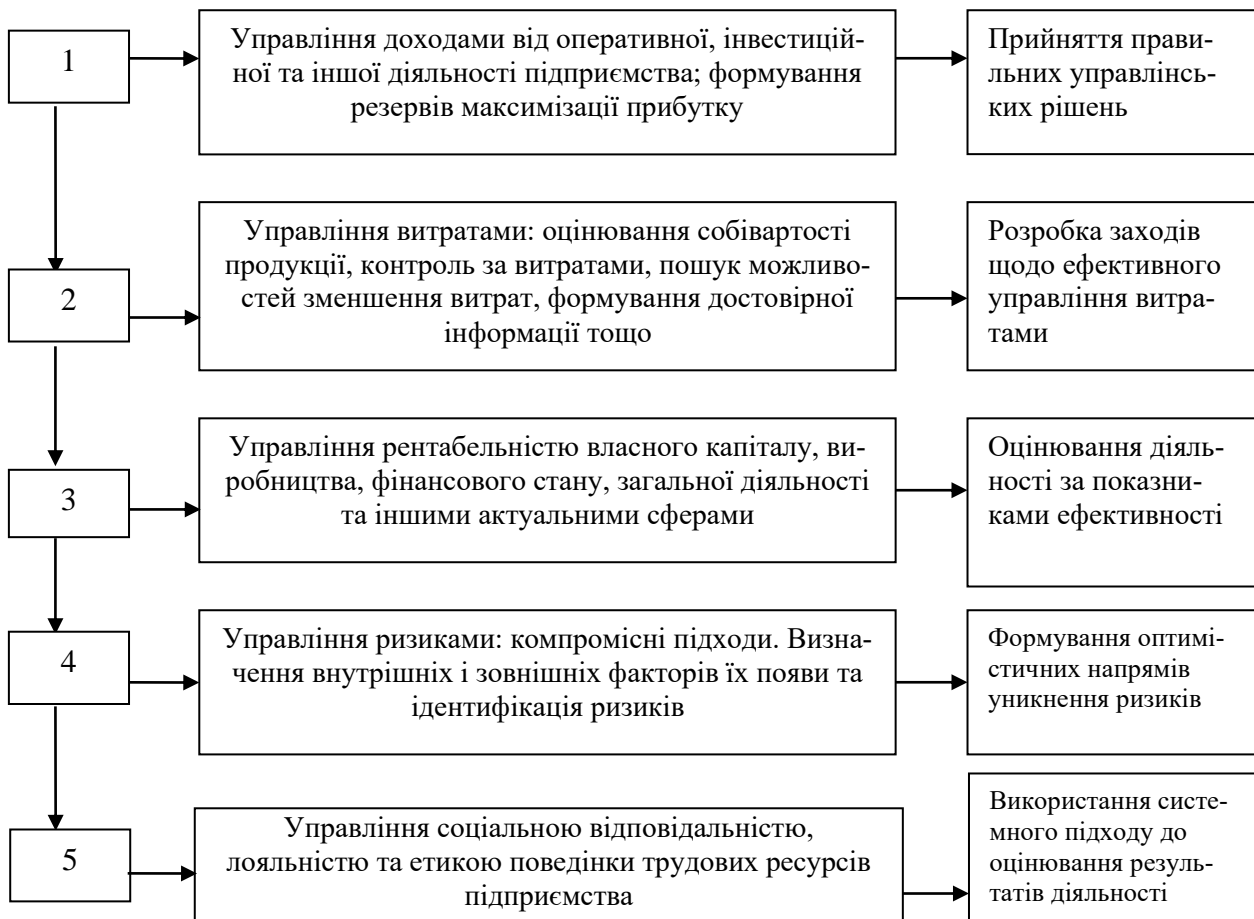 1
Управління доходами від оперативної, інвестицій-
ної та іншої діяльності підприємства; формування
резервів максимізації прибутку
Прийняття прави-
льних управлінсь-
ких рішень
2
Управління витратами: оцінювання собівартості
продукції, контроль за витратами, пошук можливо-
стей зменшення витрат, формування достовірної
інформації тощо
Розробка заходів
щодо ефективного
управління витра-
тами
3
Управління рентабельністю власного капіталу, ви-
робництва, фінансового стану, загальної діяльності
та іншими актуальними сферами
Оцінювання діяль-
ності за показни-
ками ефективності
4
Управління ризиками: компромісні підходи. Визна-
чення внутрішніх і зовнішніх факторів їх появи та
ідентифікація ризиків
Формування оптимі-
стичних напрямів
уникнення ризиків
5
Управління соціальною відповідальністю,
лояльністю та етикою поведінки трудових ресурсів
підприємства
Використання систе-
много підходу до
оцінювання резуль-
татів діяльності